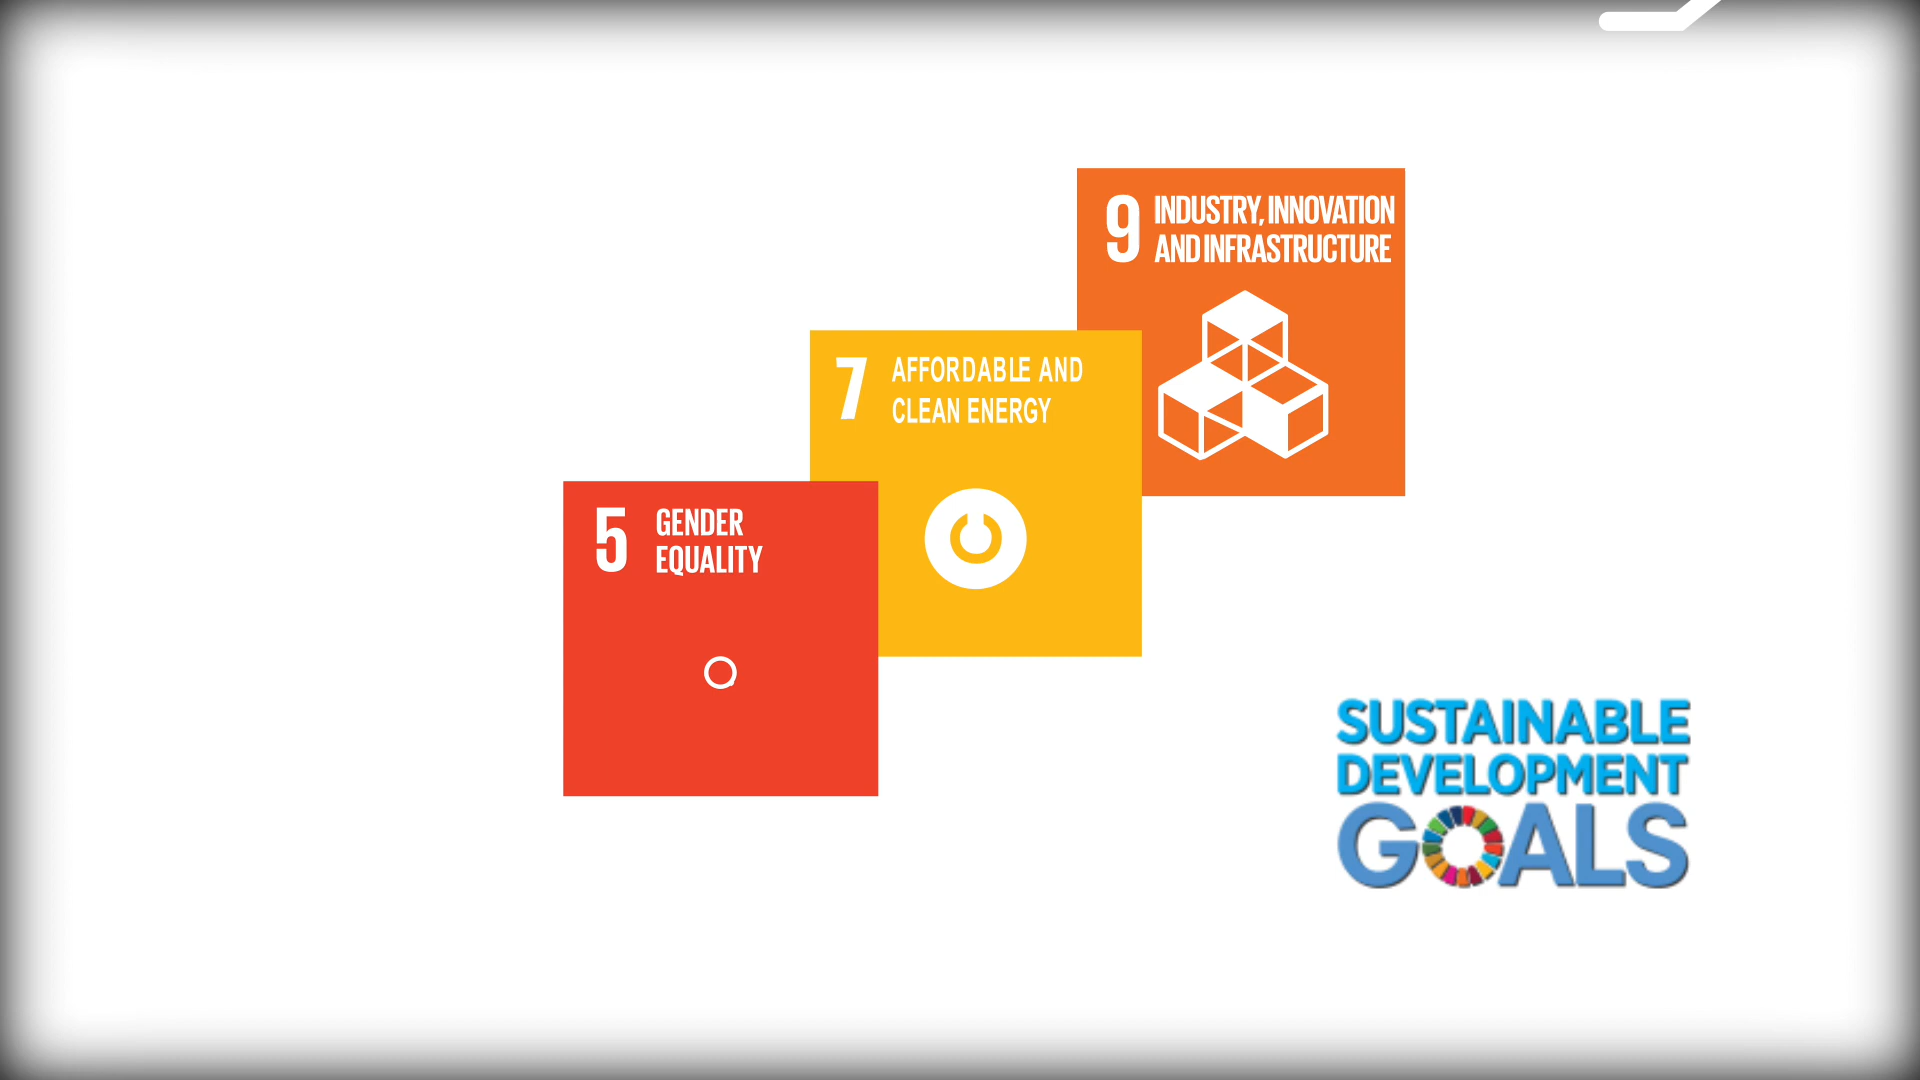 9 INDUSTRY, INNOVATION
AND INFRASTRUCTURE
7 AFFORDABLE AND
CLEAN ENERGY
5 GENDER
EQUALITY
SUSTAINABLE
DEVELOPMENT
GOALS